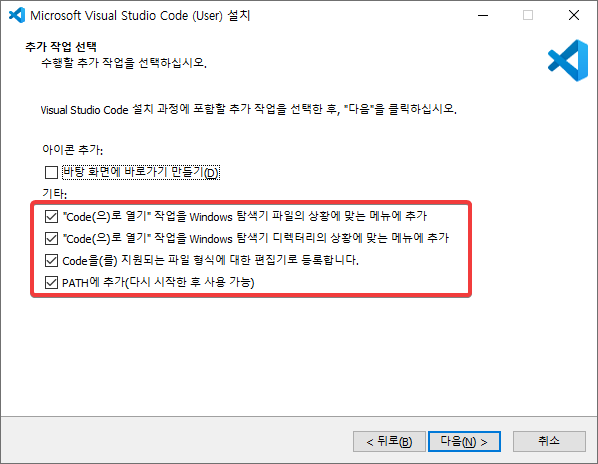 Microsoft Visual Studio Code (User) 설치
추가 작업 선택
수행할 추가 작업을 선택하십시오.
Visual Studio Code 설치 과정에 포함할 추가 작업을 선택한 후, "다음"을 클릭하십시오.
아이콘 추가:
바탕 화면에 바로가기 만들기(D)
기타:
"Code(으)로 열기" 작업을 Windows 탐색기 파일의 상황에 맞는 메뉴에 추가
"Code(으)로 열기" 작업을 Windows 탐색기 디렉터리의 상황에 맞는 메뉴에 추가
Code을(를) 지원되는 파일 형식에 대한 편집기로 등록합니다.
PATH에 추가(다시 시작한 후 사용 가능)
< 뒤로(B) 다음(N) > 취소